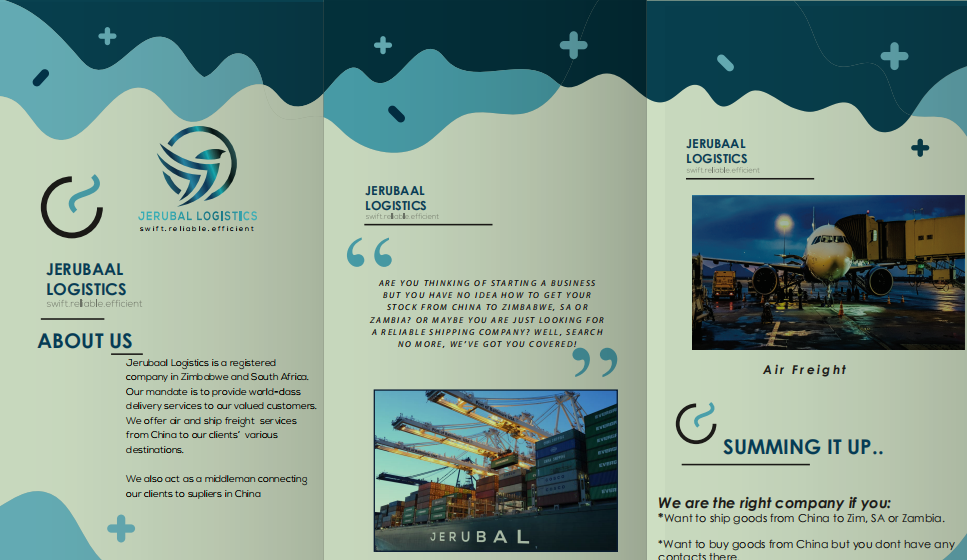 JERUBAL LOGISTICS
swift.reliable.efficient
JERUBAAL
LOGISTICS
swift.reliable.efficient
ABOUT US
Jerubaal Logistics is a registered
company in Zimbabwe and South Africa.
Our mandate is to provide world-class
delivery services to our valued customers.
We offer air and ship freight services
from China to our clients' various
destinations.
We also act as a middleman connecting
our clients to supliers in China
JERUBAAL
LOGISTICS
swift.reliable.efficient
“
ARE YOU THINKING OF STARTING A BUSINESS
BUT YOU HAVE NO IDEA HOW TO GET YOUR
STOCK FROM CHINA TO ZIMBABWE, SA OR
ZAMBIA? OR MAYBE YOU ARE JUST LOOKING FOR
A RELIABLE SHIPPING COMPANY? WELL, SEARCH
NO MORE, WE'VE GOT YOU COVERED!
”
JERUBAL
JERUBAAL
LOGISTICS
swift.reliable.efficient
Air Freight
SUMMING IT UP..
We are the right company if you:
*Want to ship goods from China to Zim, SA or Zambia.
*Want to buy goods from China but you dont have any
contacts there.